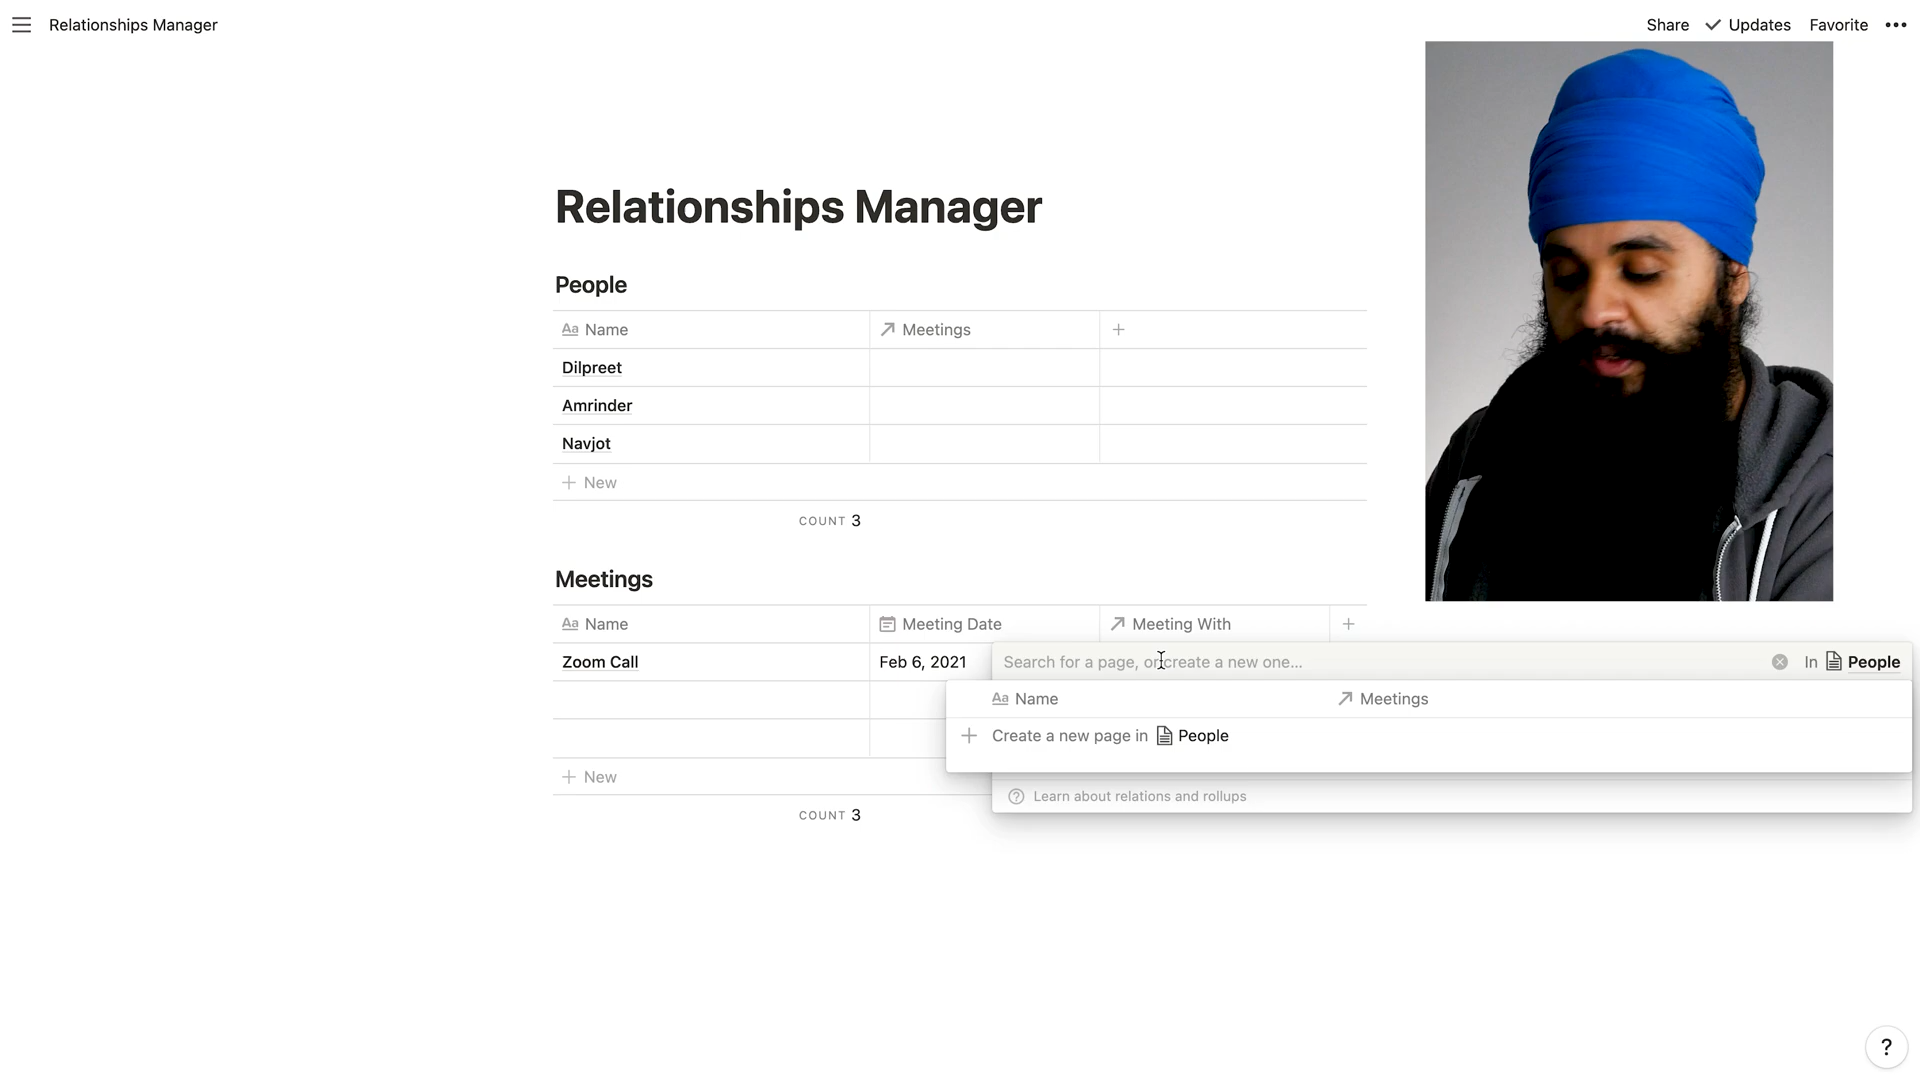 Relationships Manager
Share Updates Favorite
Relationships Manager
People
Aa Name Meetings
Dilpreet
Amrinder
Navjot
New
COUNT 3
Meetings
Aa Name Meeting Date Meeting With
Zoom Call Feb 6, 2021 Search for a page, or create a new one... In People
Aa Name Meetings
Create a new page in People
New
Learn about relations and rollups
COUNT 3
?